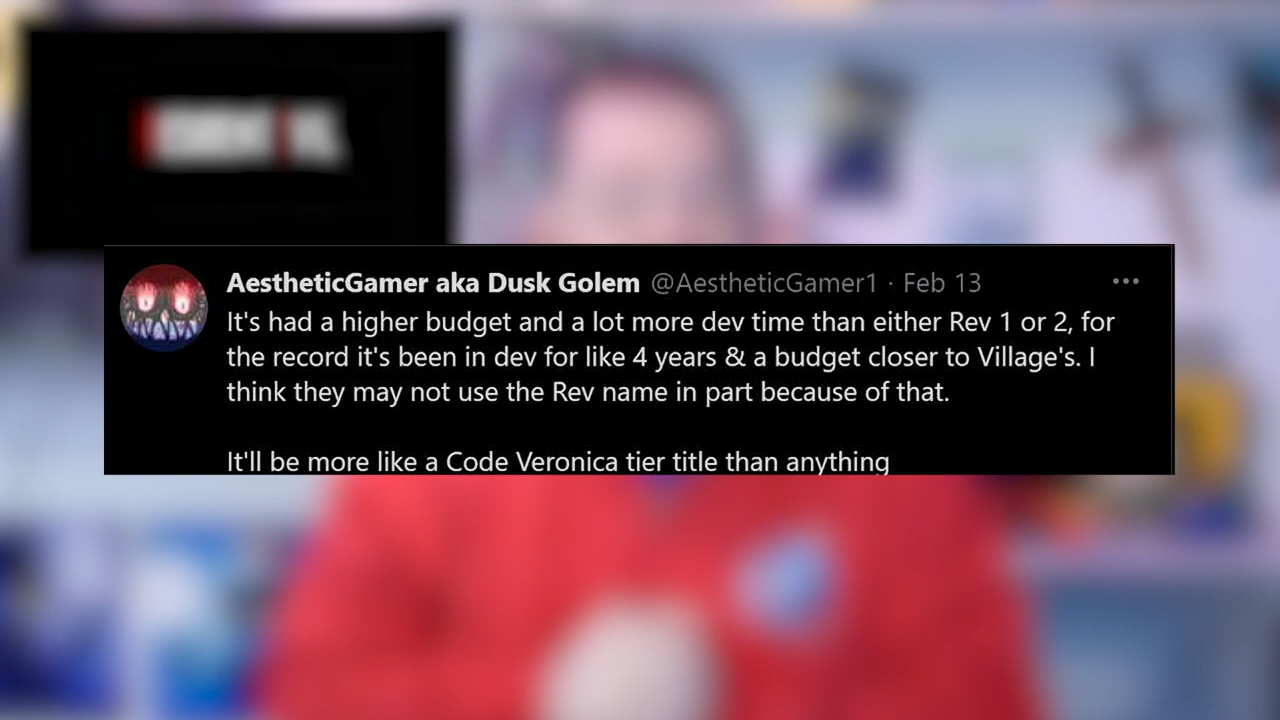 AestheticGamer aka Dusk Golem @AestheticGamer1 · Feb 13
It's had a higher budget and a lot more dev time than either Rev 1 or 2, for
the record it's been in dev for like 4 years & a budget closer to Village's. I
think they may not use the Rev name in part because of that.
It'll be more like a Code Veronica tier title than anything